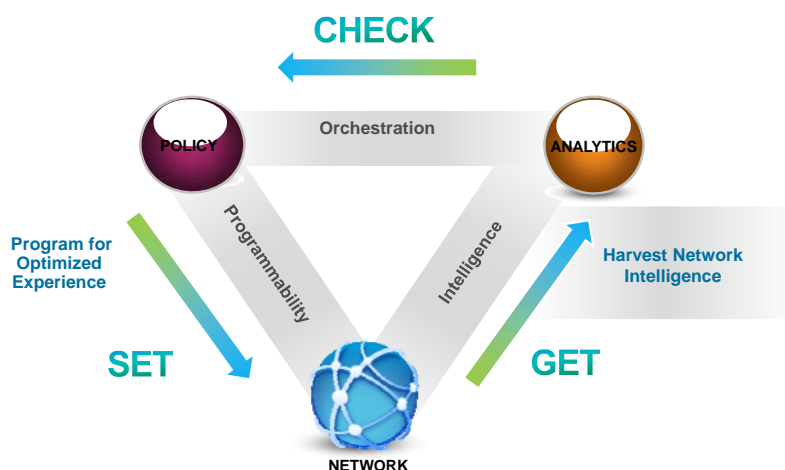 CHECK
Orchestration
POLICY
ANALYTICS
Programmability
Intelligence
Program for
Optimized
Experience
Harvest Network
Intelligence
SET
GET
NETWORK